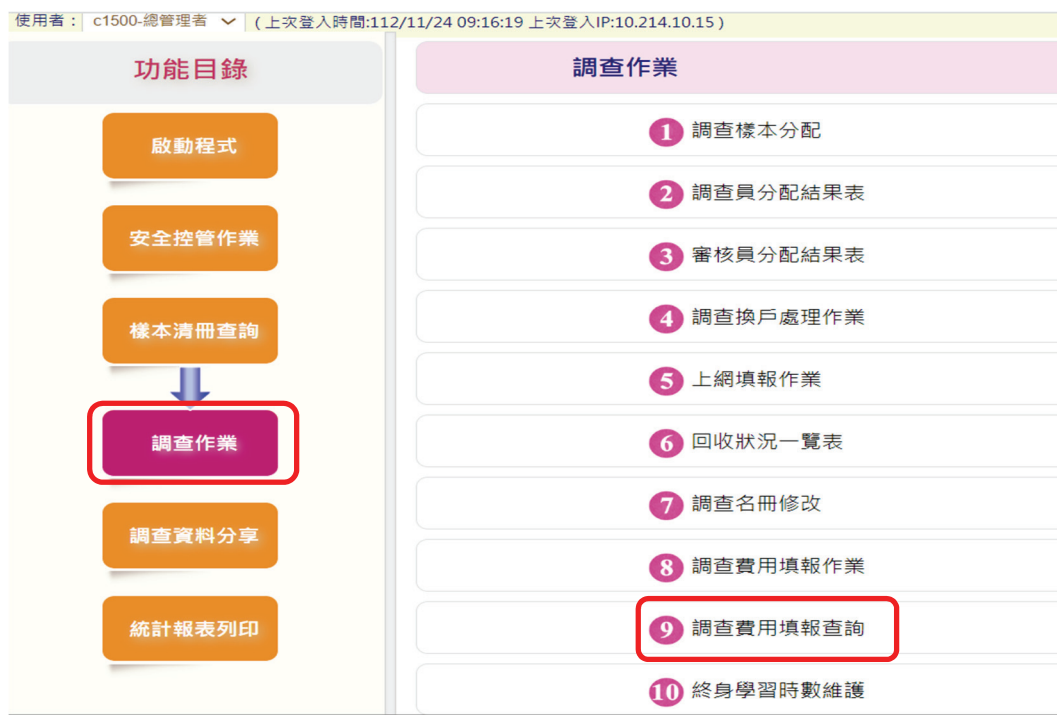 使用者： c1500-總管理者 (上次登入時間:112/11/24 09:16:19 上次登入IP:10.214.10.15)
功能目錄
啟動程式
安全控管作業
樣本清冊查詢
調查作業
調查資料分享
統計報表列印
調查作業
1 調查樣本分配
2 調查員分配結果表
3 審核員分配結果表
4 調查換戶處理作業
5 上網填報作業
6 回收狀況一覽表
7 調查名冊修改
8 調查費用填報作業
9 調查費用填報查詢
10 終身學習時數維護